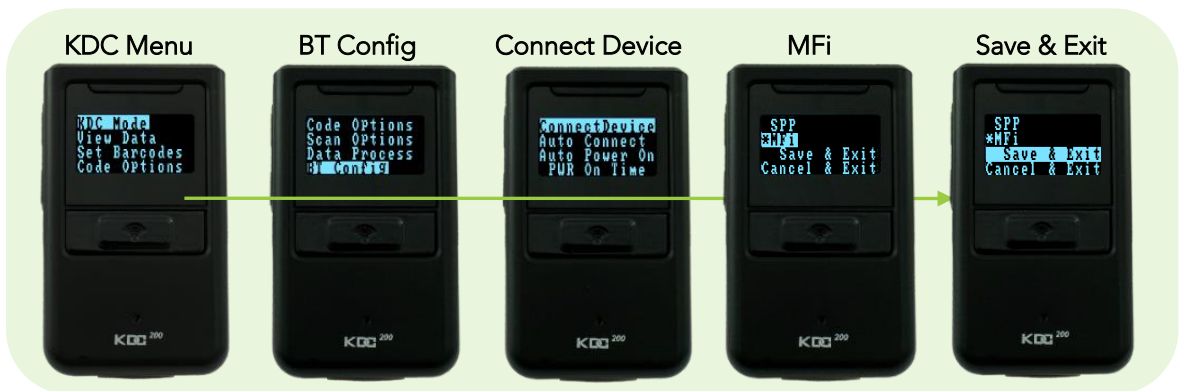 KDC Menu
BT Config
Connect Device
MFi
Save & Exit
KDC Mode
View Data
Set Barcodes
Code Options
Code Options
Scan Options
Data Process
BT Config
ConnectDevice
Auto Connect
Auto Power On
PWR On Time
SPP
*MFi
Save & Exit
Cancel & Exit
SPP
*MFi
Save & Exit
Cancel & Exit
KDC 200
KDC 200
KDC 200
KDC 200
KDC 200